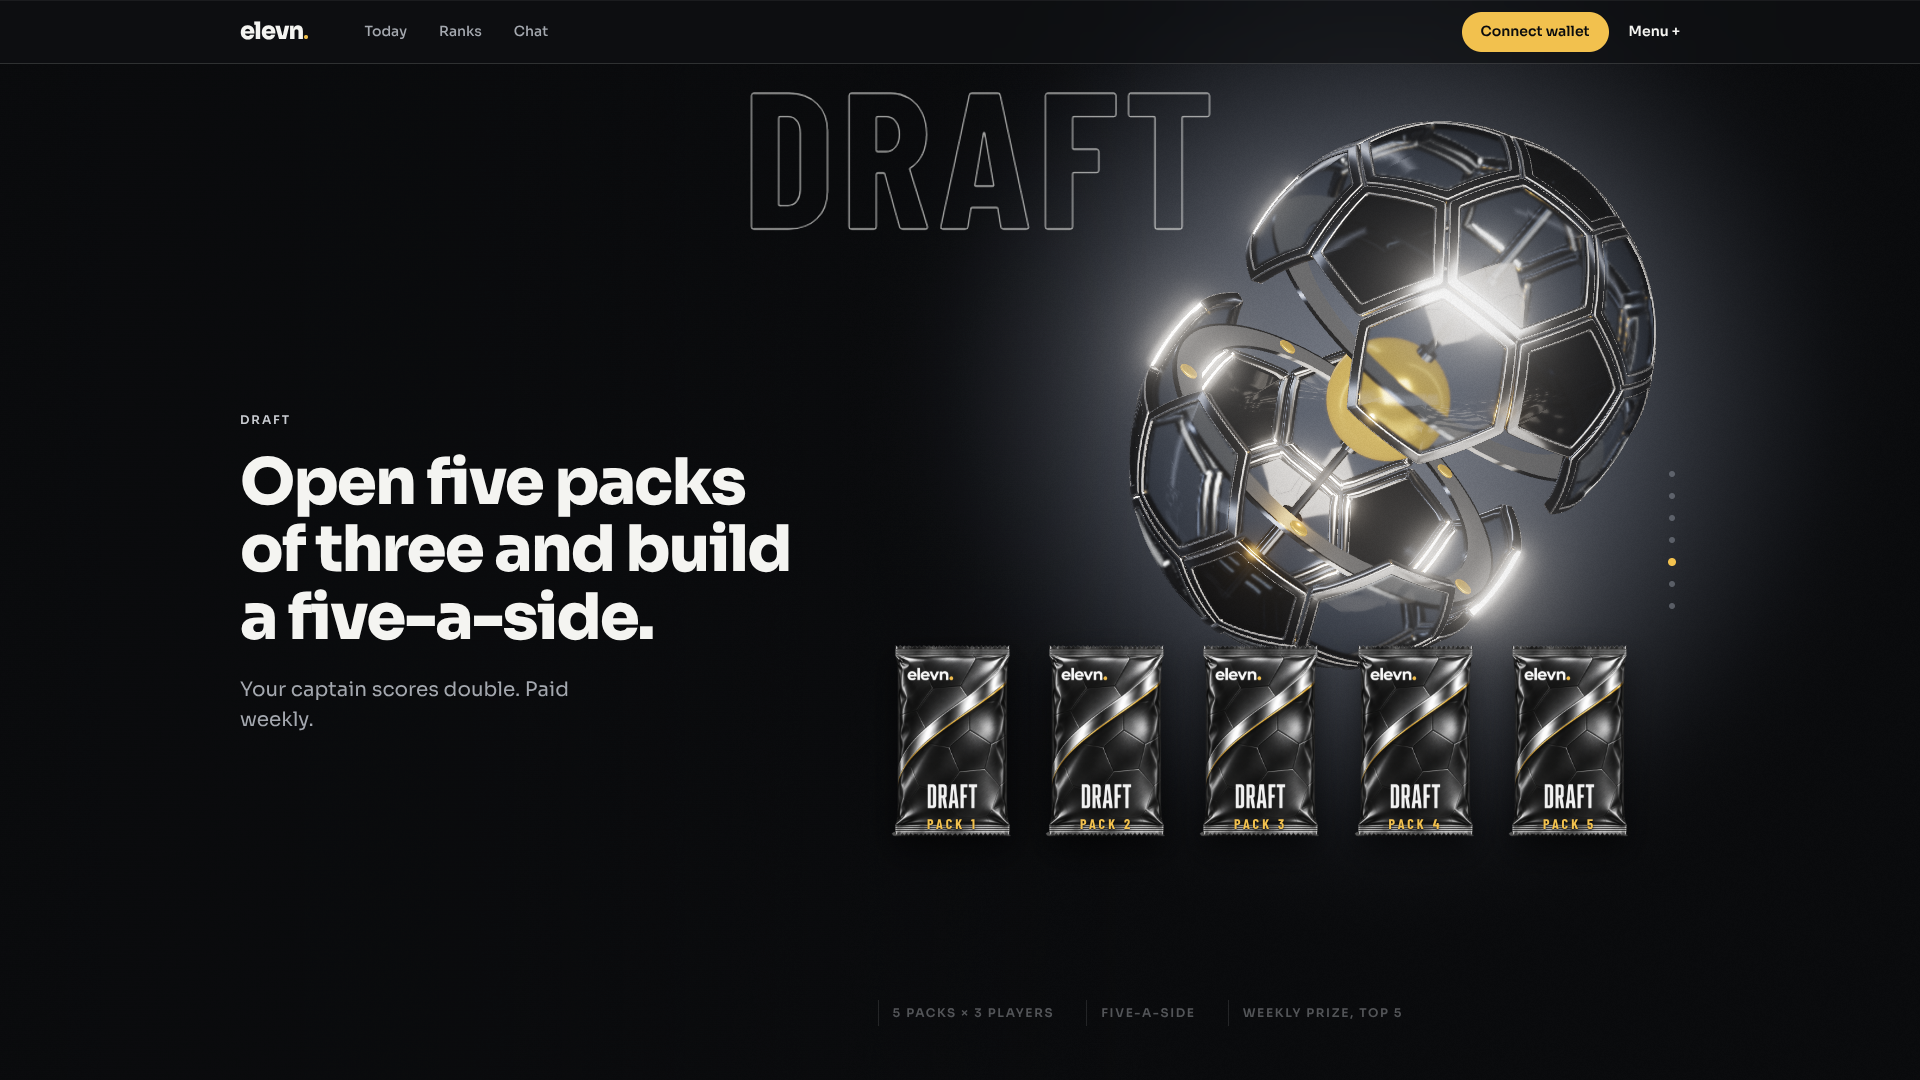 elevn.
Today
Ranks
Chat
Connect wallet
Menu +
DRAFT
DRAFT
Open five packs
of three and build
a five-a-side.
Your captain scores double. Paid
weekly.
elevn.
DRAFT
PACK 1
elevn.
DRAFT
PACK 2
elevn.
DRAFT
PACK 3
elevn.
DRAFT
PACK 4
elevn.
DRAFT
PACK 5
5 PACKS × 3 PLAYERS
FIVE-A-SIDE
WEEKLY PRIZE, TOP 5